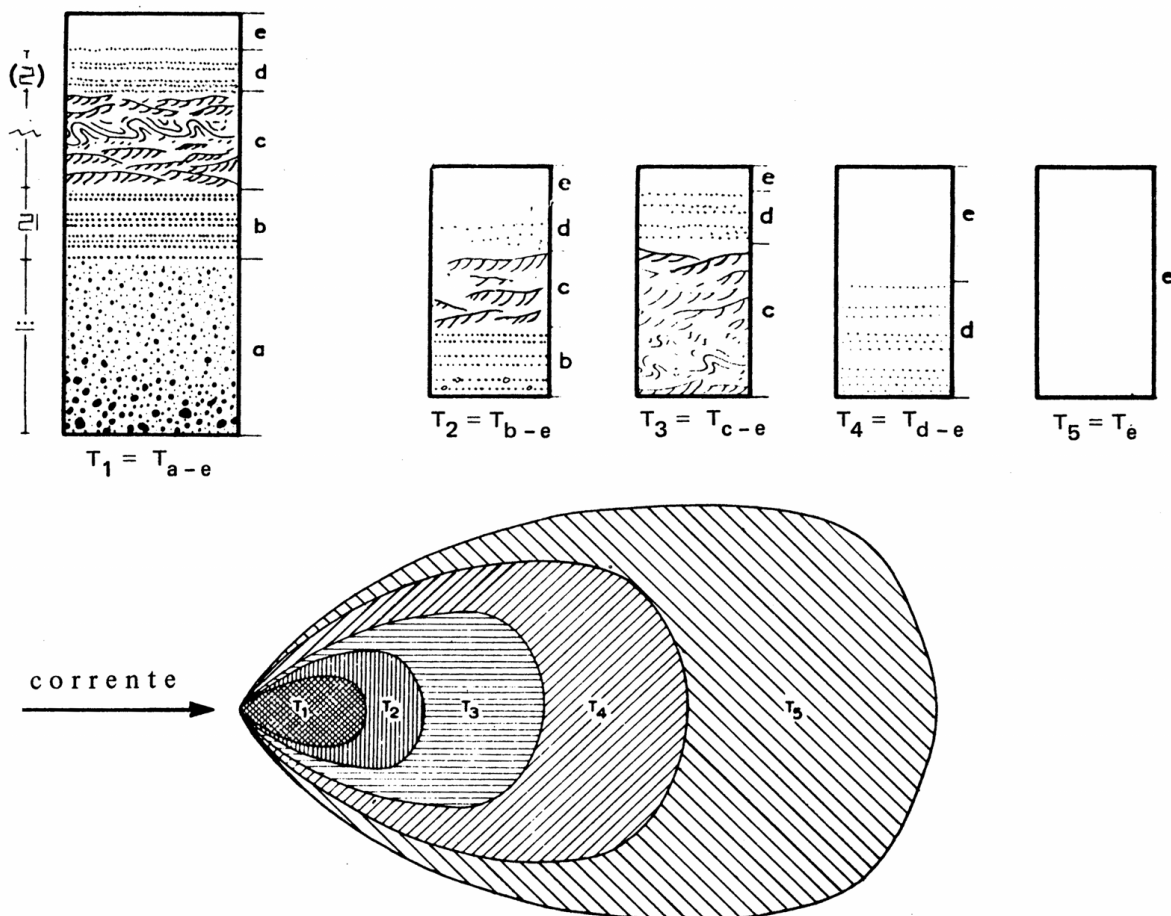 e
d
c
b
a
T1 = Ta-e
e
d
c
b
T2 = Tb-e
e
d
c
T3 = Tc-e
e
d
T4 = Td-e
e
T5 = Te
corrente
T1
T2
T3
T4
T5